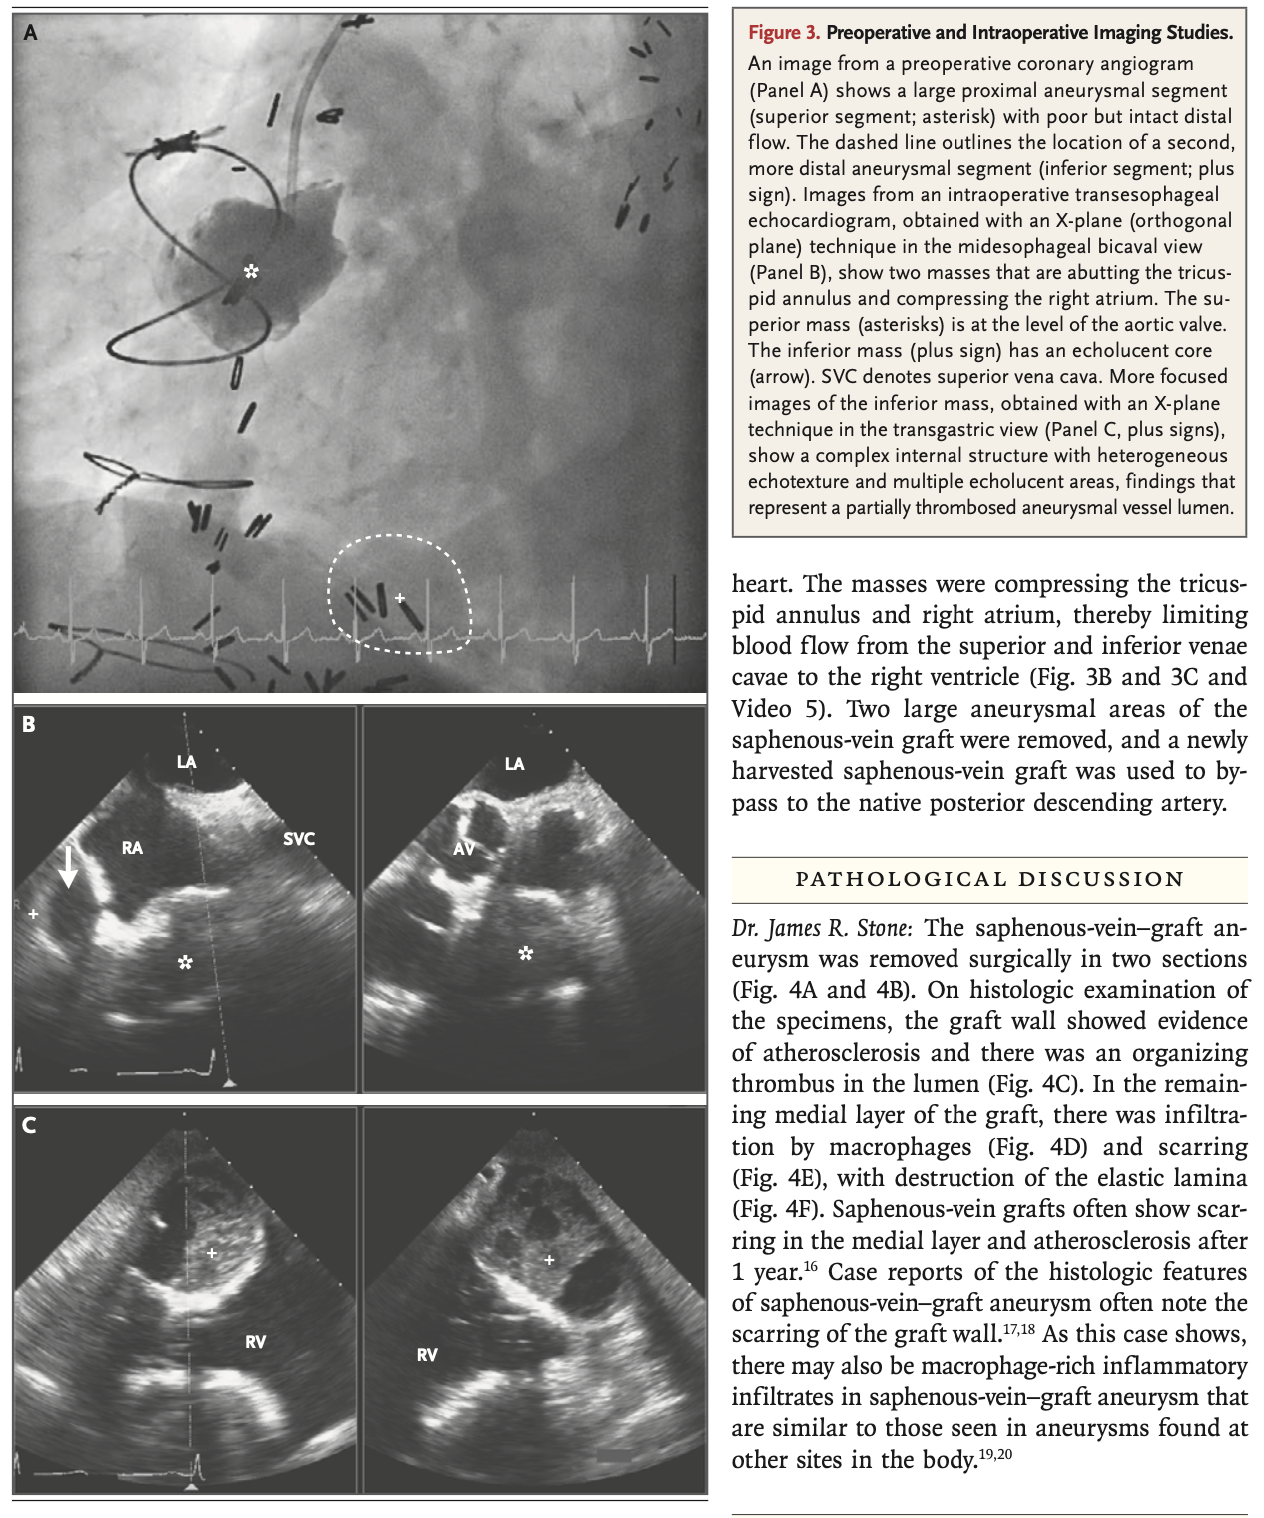 A
B
LA
RA
SVC
+
LA
AV
C
+
RV
+
RV
Figure 3. Preoperative and Intraoperative Imaging Studies.
An image from a preoperative coronary angiogram
(Panel A) shows a large proximal aneurysmal segment
(superior segment; asterisk) with poor but intact distal
flow. The dashed line outlines the location of a second,
more distal aneurysmal segment (inferior segment; plus
sign). Images from an intraoperative transesophageal
echocardiogram, obtained with an X-plane (orthogonal
plane) technique in the midesophageal bicaval view
(Panel B), show two masses that are abutting the tricus-
pid annulus and compressing the right atrium. The su-
perior mass (asterisks) is at the level of the aortic valve.
The inferior mass (plus sign) has an echolucent core
(arrow). SVC denotes superior vena cava. More focused
images of the inferior mass, obtained with an X-plane
technique in the transgastric view (Panel C, plus signs),
show a complex internal structure with heterogeneous
echotexture and multiple echolucent areas, findings that
represent a partially thrombosed aneurysmal vessel lumen.
heart. The masses were compressing the tricus-
pid annulus and right atrium, thereby limiting
blood flow from the superior and inferior venae
cavae to the right ventricle (Fig. 3B and 3C and
Video 5). Two large aneurysmal areas of the
saphenous-vein graft were removed, and a newly
harvested saphenous-vein graft was used to by-
pass to the native posterior descending artery.
PATHOLOGICAL DISCUSSION
Dr. James R. Stone: The saphenous-vein–graft an-
eurysm was removed surgically in two sections
(Fig. 4A and 4B). On histologic examination of
the specimens, the graft wall showed evidence
of atherosclerosis and there was an organizing
thrombus in the lumen (Fig. 4C). In the remain-
ing medial layer of the graft, there was infiltra-
tion by macrophages (Fig. 4D) and scarring
(Fig. 4E), with destruction of the elastic lamina
(Fig. 4F). Saphenous-vein grafts often show scar-
ring in the medial layer and atherosclerosis after
1 year.16 Case reports of the histologic features
of saphenous-vein–graft aneurysm often note the
scarring of the graft wall.17,18 As this case shows,
there may also be macrophage-rich inflammatory
infiltrates in saphenous-vein–graft aneurysm that
are similar to those seen in aneurysms found at
other sites in the body.19,20